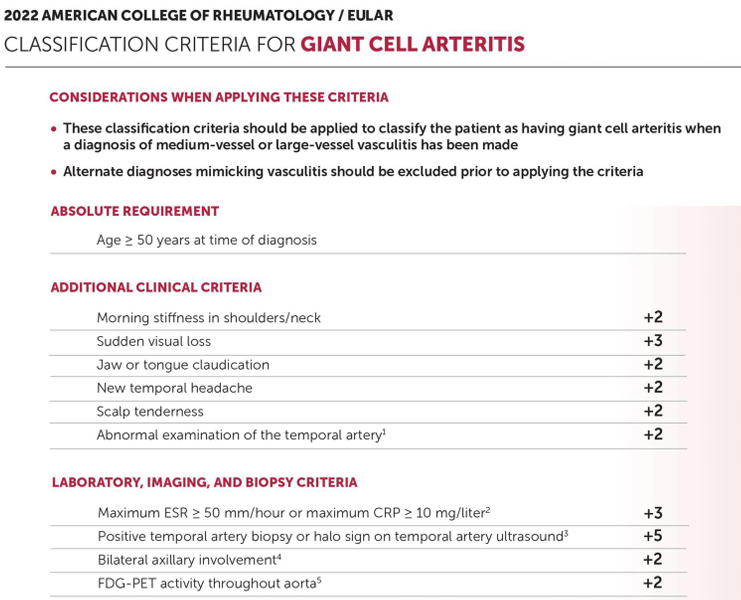 2022 AMERICAN COLLEGE OF RHEUMATOLOGY / EULAR
CLASSIFICATION CRITERIA FOR GIANT CELL ARTERITIS
CONSIDERATIONS WHEN APPLYING THESE CRITERIA
• These classification criteria should be applied to classify the patient as having giant cell arteritis when
a diagnosis of medium-vessel or large-vessel vasculitis has been made
• Alternate diagnoses mimicking vasculitis should be excluded prior to applying the criteria
ABSOLUTE REQUIREMENT
Age ≥ 50 years at time of diagnosis
ADDITIONAL CLINICAL CRITERIA
Morning stiffness in shoulders/neck +2
Sudden visual loss +3
Jaw or tongue claudication +2
New temporal headache +2
Scalp tenderness +2
Abnormal examination of the temporal artery¹ +2
LABORATORY, IMAGING, AND BIOPSY CRITERIA
Maximum ESR ≥ 50 mm/hour or maximum CRP ≥ 10 mg/liter² +3
Positive temporal artery biopsy or halo sign on temporal artery ultrasound³ +5
Bilateral axillary involvement⁴ +2
FDG-PET activity throughout aorta⁵ +2